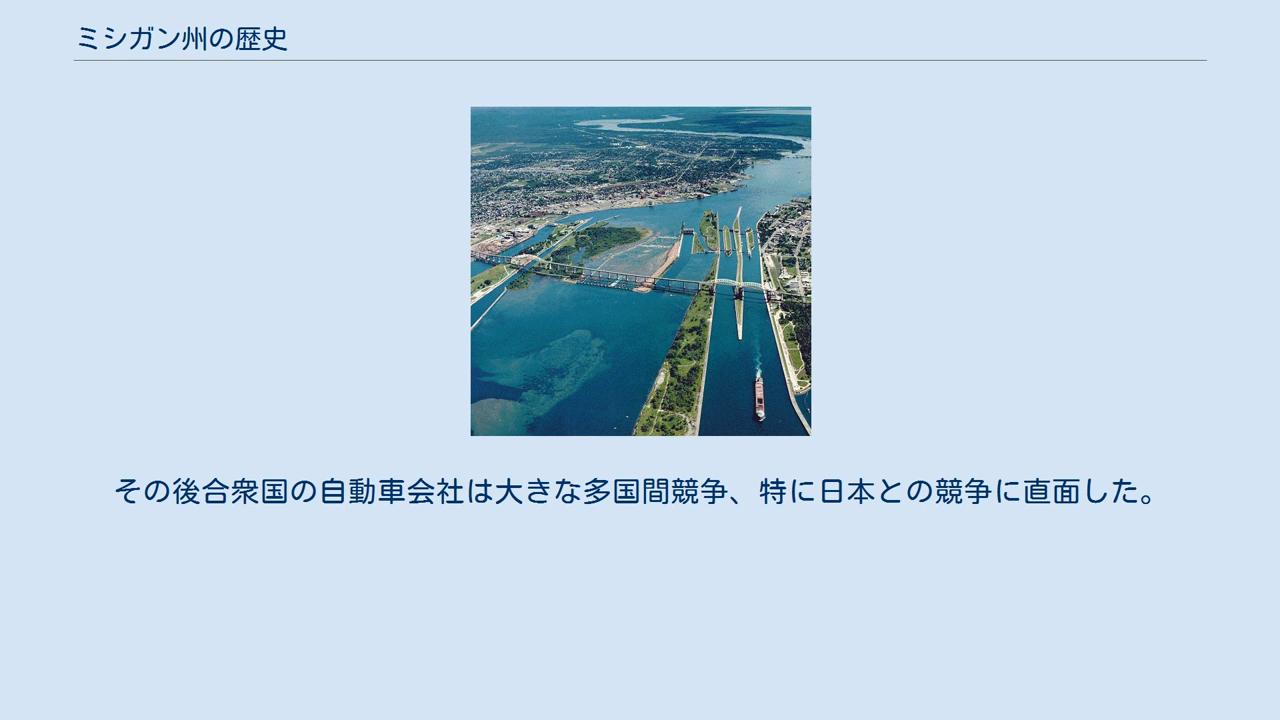 ミシガン州の歴史
その後合衆国の自動車会社は大きな多国間競争、特に日本との競争に直面した。